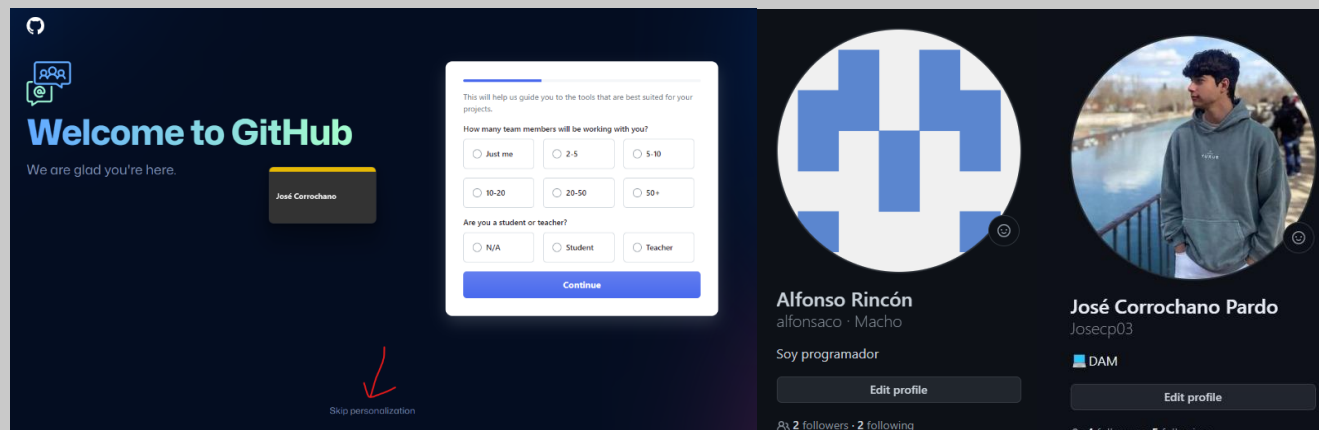 Welcome to GitHub
We are glad you're here.
José Corrochano
This will help us guide you to the tools that are best suited for your
projects.
How many team members will be working with you?
Just me
2-5
5-10
10-20
20-50
50+
Are you a student or teacher?
N/A
Student
Teacher
Continue
Skip personalization
Alfonso Rincón
alfonsaco · Macho
Soy programador
Edit profile
2 followers · 2 following
José Corrochano Pardo
Josecp03
DAM
Edit profile